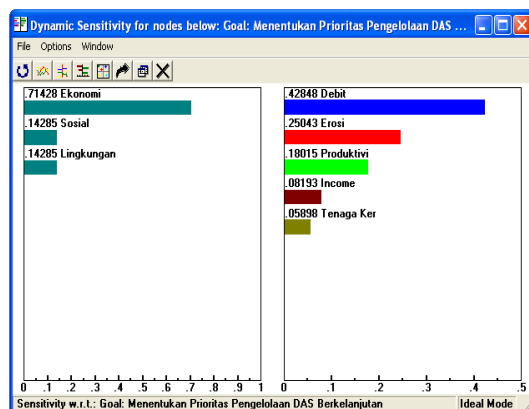 Dynamic Sensitivity for nodes below: Goal: Menentukan Prioritas Pengelolaan DAS ...
File Options Window
.71428 Ekonomi
.14285 Sosial
.14285 Lingkungan
0 .1 .2 .3 .4 .5 .6 .7 .8 .9 1
.42848 Debit
.25043 Erosi
.18015 Produktivi
.08193 Income
.05898 Tenaga Ker
0 .1 .2 .3 .4 .5
Sensitivity w.r.t.: Goal: Menentukan Prioritas Pengelolaan DAS Berkelanjutan
Ideal Mode